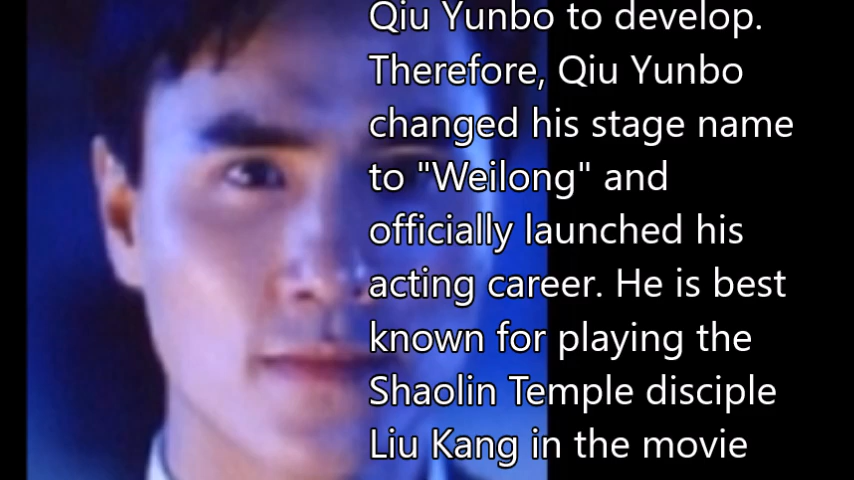 Qiu Yunbo to develop.
Therefore, Qiu Yunbo
changed his stage name
to "Weilong" and
officially launched his
acting career. He is best
known for playing the
Shaolin Temple disciple
Liu Kang in the movie